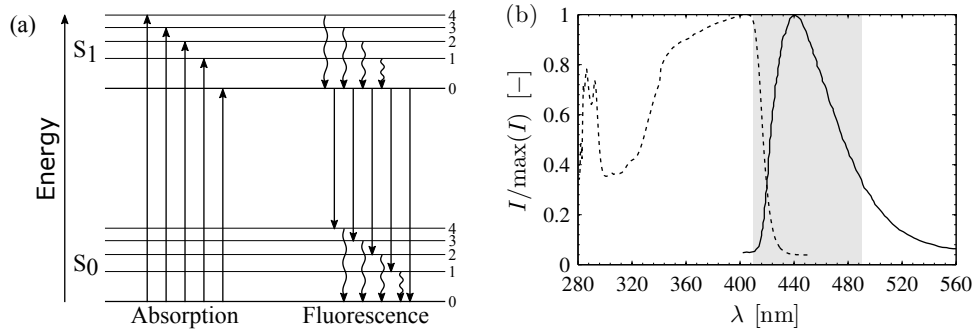 (a)
Energy
S1
4
3
2
1
0
S0
4
3
2
1
0
Absorption
Fluorescence
(b)
I/max(I) [−]
1
0.8
0.6
0.4
0.2
0
280
320
360
400
440
480
520
560
λ [nm]